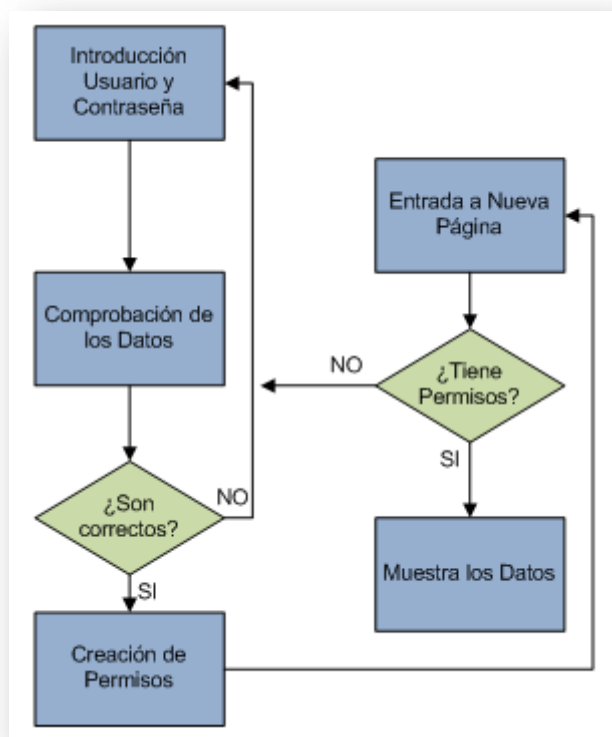 Introducción
Usuario y
Contraseña
Comprobación de
los Datos
¿Son
correctos?
NO
SI
Creación de
Permisos
Entrada a Nueva
Página
¿Tiene
Permisos?
NO
SI
Muestra los Datos